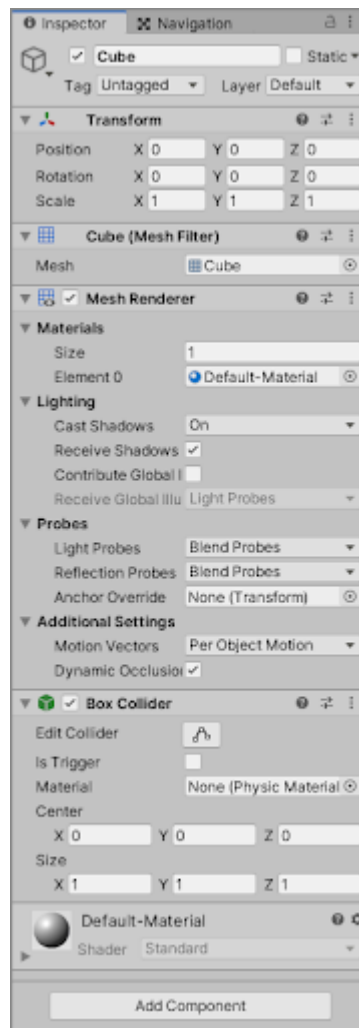 Inspector Navigation
Cube Static
Tag Untagged Layer Default
Transform
Position X 0 Y 0 Z 0
Rotation X 0 Y 0 Z 0
Scale X 1 Y 1 Z 1
Cube (Mesh Filter)
Mesh Cube
Mesh Renderer
Materials
Size 1
Element 0 Default-Material
Lighting
Cast Shadows On
Receive Shadows
Contribute Global I
Receive Global Illu Light Probes
Probes
Light Probes Blend Probes
Reflection Probes Blend Probes
Anchor Override None (Transform)
Additional Settings
Motion Vectors Per Object Motion
Dynamic Occlusion
Box Collider
Edit Collider
Is Trigger
Material None (Physic Material
Center
X 0 Y 0 Z 0
Size
X 1 Y 1 Z 1
Default-Material
Shader Standard
Add Component